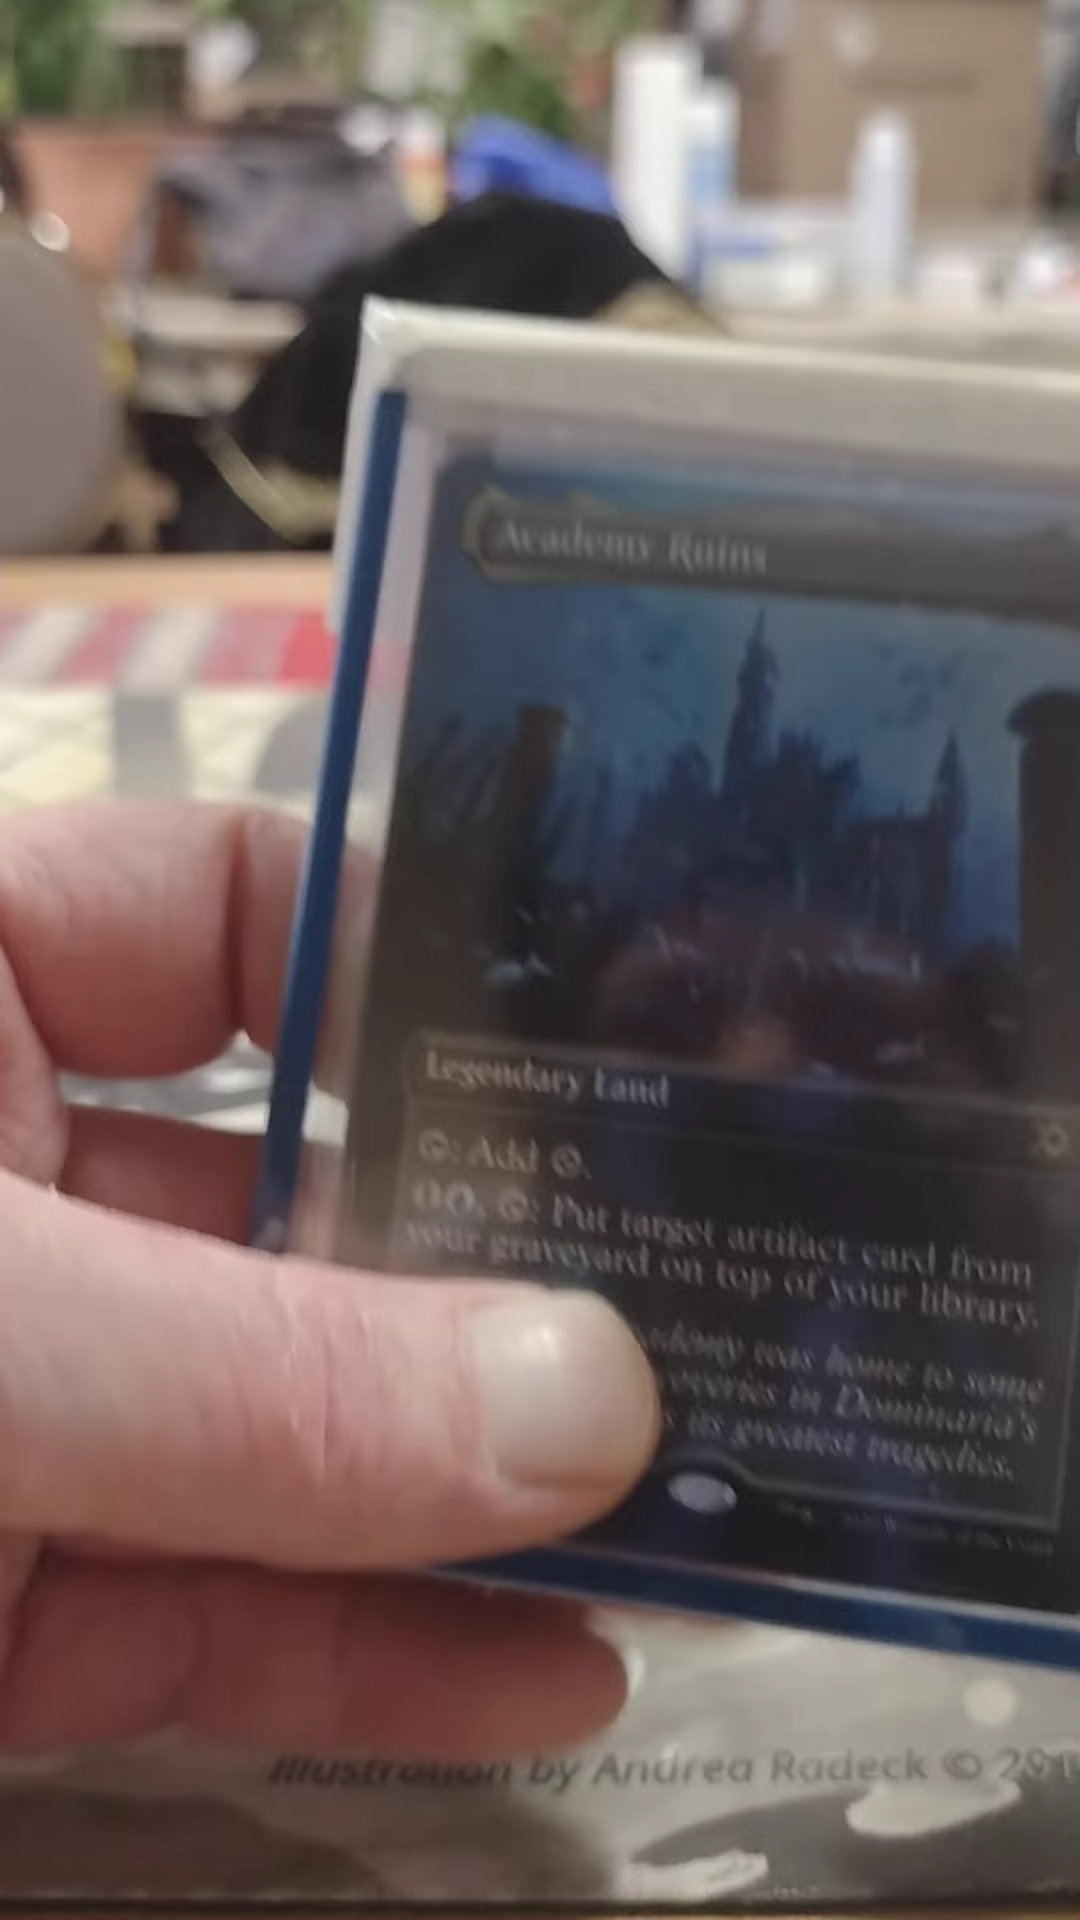 Academy Ruins
Legendary Land
: Add .
, : Put target artifact card from
your graveyard on top of your library.
was home to some
in Dominaria's
its greatest tragedies.
Illustration by Andrea Radeck ©